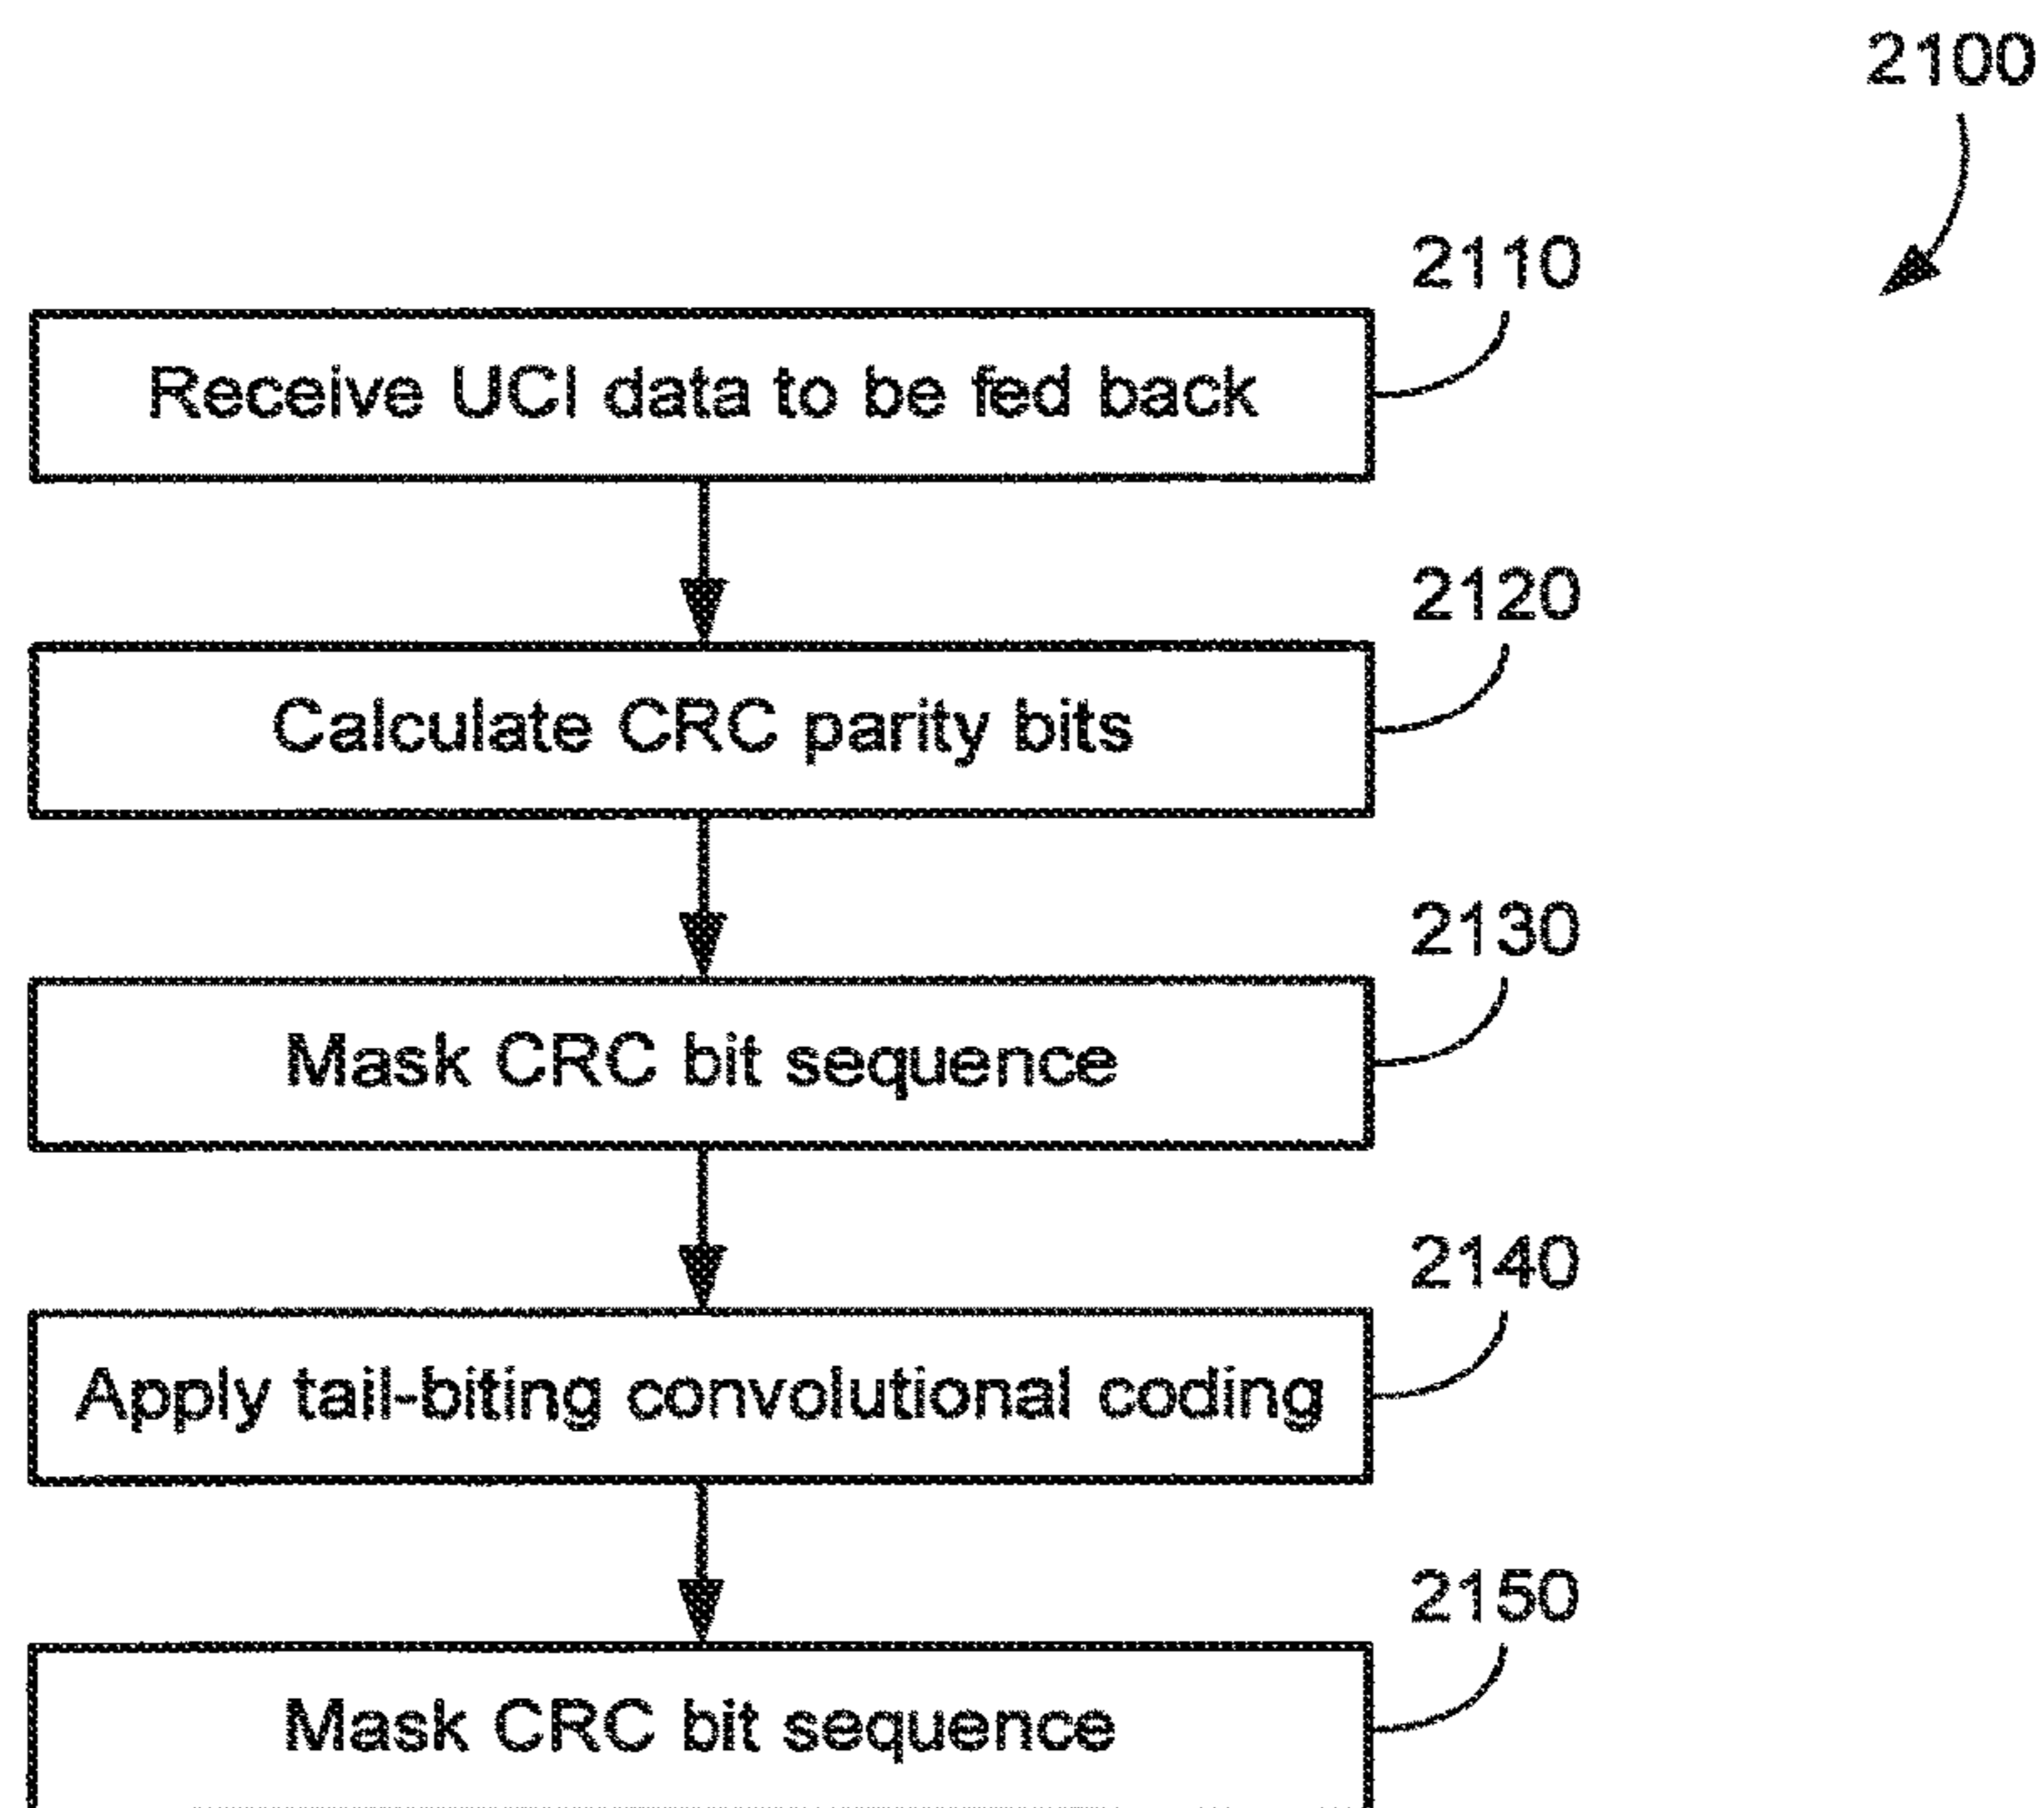 2100
2110
Receive UCI data to be fed back
2120
Calculate CRC parity bits
2130
Mask CRC bit sequence
2140
Apply tail-biting convolutional coding
2150
Mask CRC bit sequence